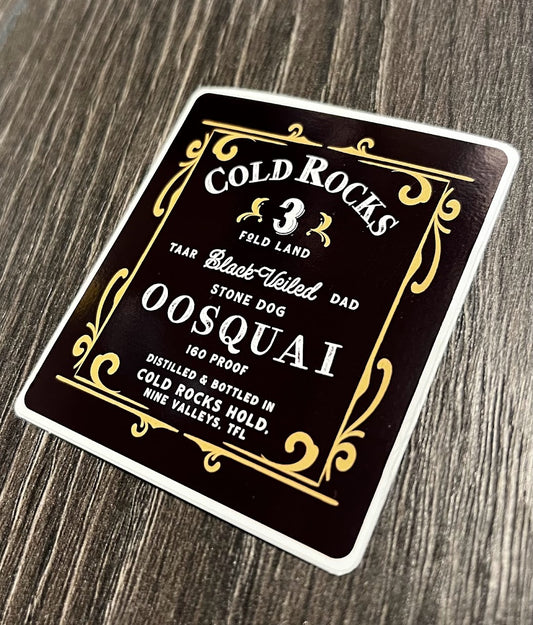 COLD ROCKS
3
FOLD LAND
TAAR Black-Veiled DAD
STONE DOG
OOSQUAI
160 PROOF
DISTILLED & BOTTLED IN
COLD ROCKS HOLD.
NINE VALLEYS, TFL